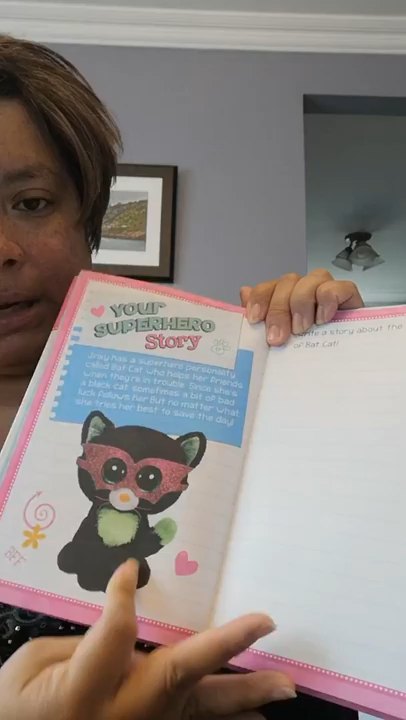 YOUR
SUPERHERO
Story
Jinxy has a superhero personality
called Bat Cat who helps her friends
when they're in trouble. Since she's
a black cat sometimes a bit of bad
luck follows her. But no matter what
she tries her best to save the day!
BFF
Write a story about the
of Bat Cat!